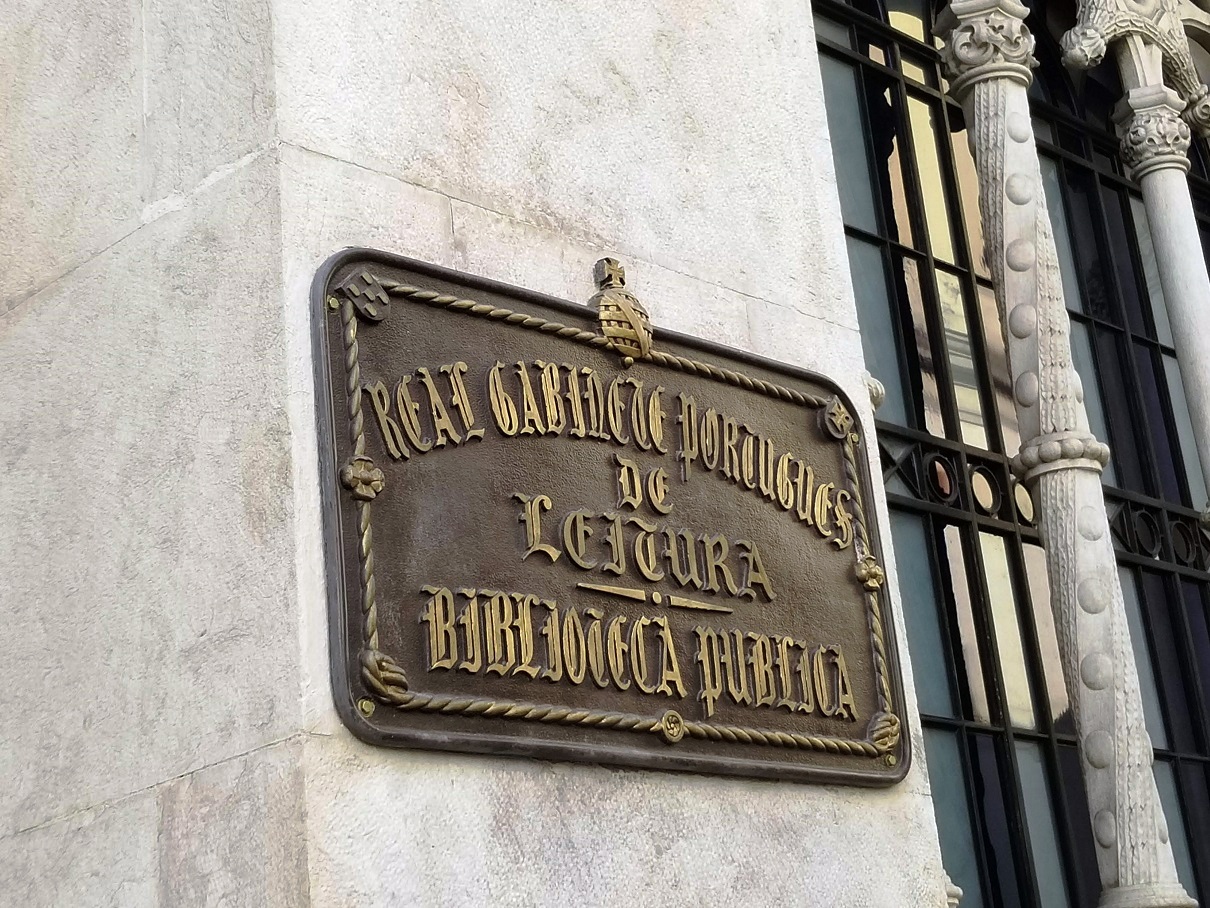 REAL GABINETE PORTUGUES
DE
LEITURA
BIBLIOTECA PUBLICA